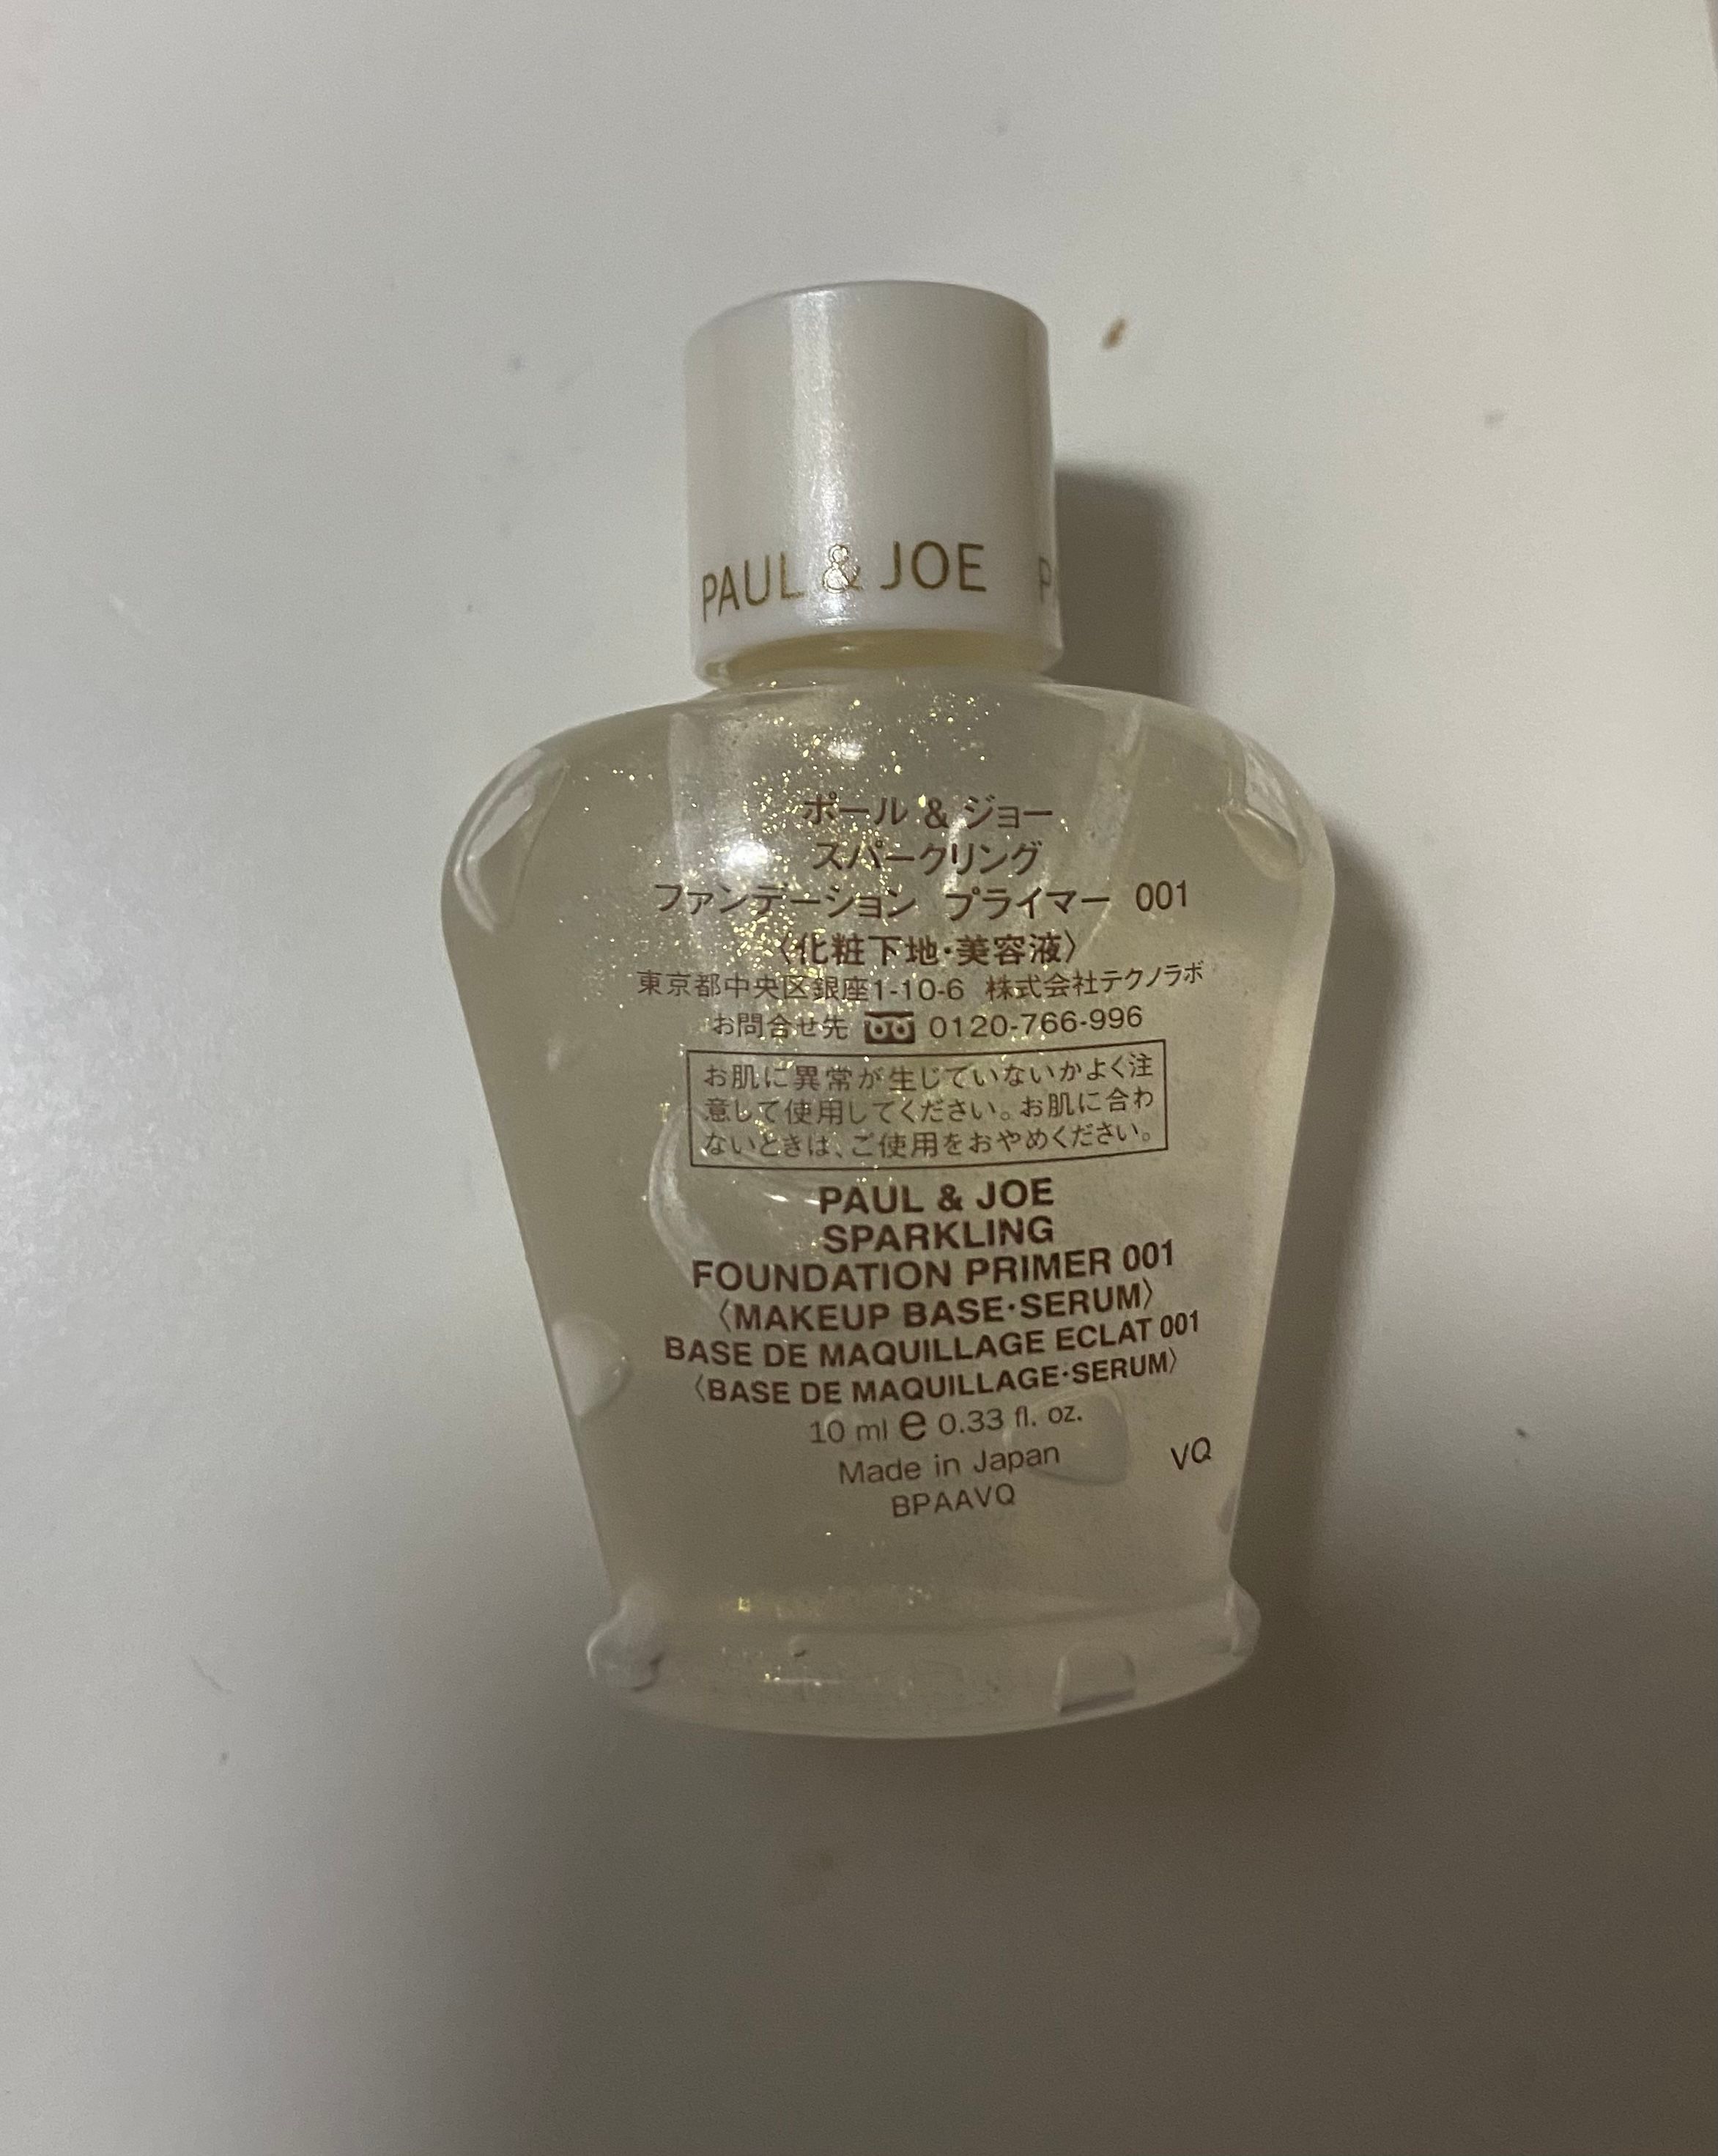 PAUL & JOE P
ポール & ジョー
スパークリング
ファンデーション プライマー 001
〈化粧下地・美容液〉
東京都中央区銀座1-10-6 株式会社テクノラボ
お問合せ先 0120-766-996
お肌に異常が生じていないかよく注
意して使用してください。お肌に合わ
ないときは、ご使用をおやめください。
PAUL & JOE
SPARKLING
FOUNDATION PRIMER 001
〈MAKEUP BASE・SERUM〉
BASE DE MAQUILLAGE ECLAT 001
〈BASE DE MAQUILLAGE・SERUM〉
10 ml e 0.33 fl. oz.
Made in Japan
VQ
BPAAVQ